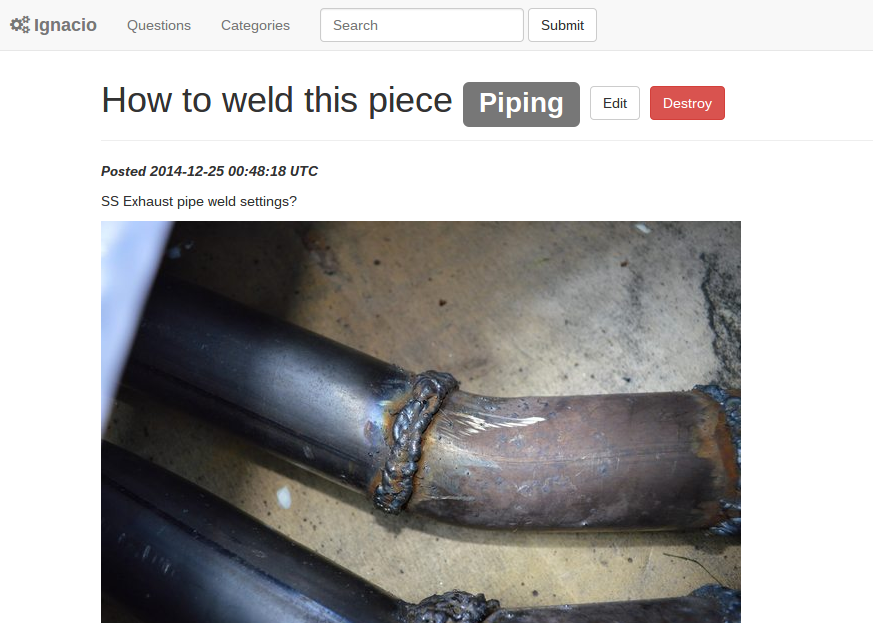 Ignacio Questions Categories Search Submit
How to weld this piece Piping Edit Destroy
Posted 2014-12-25 00:48:18 UTC
SS Exhaust pipe weld settings?